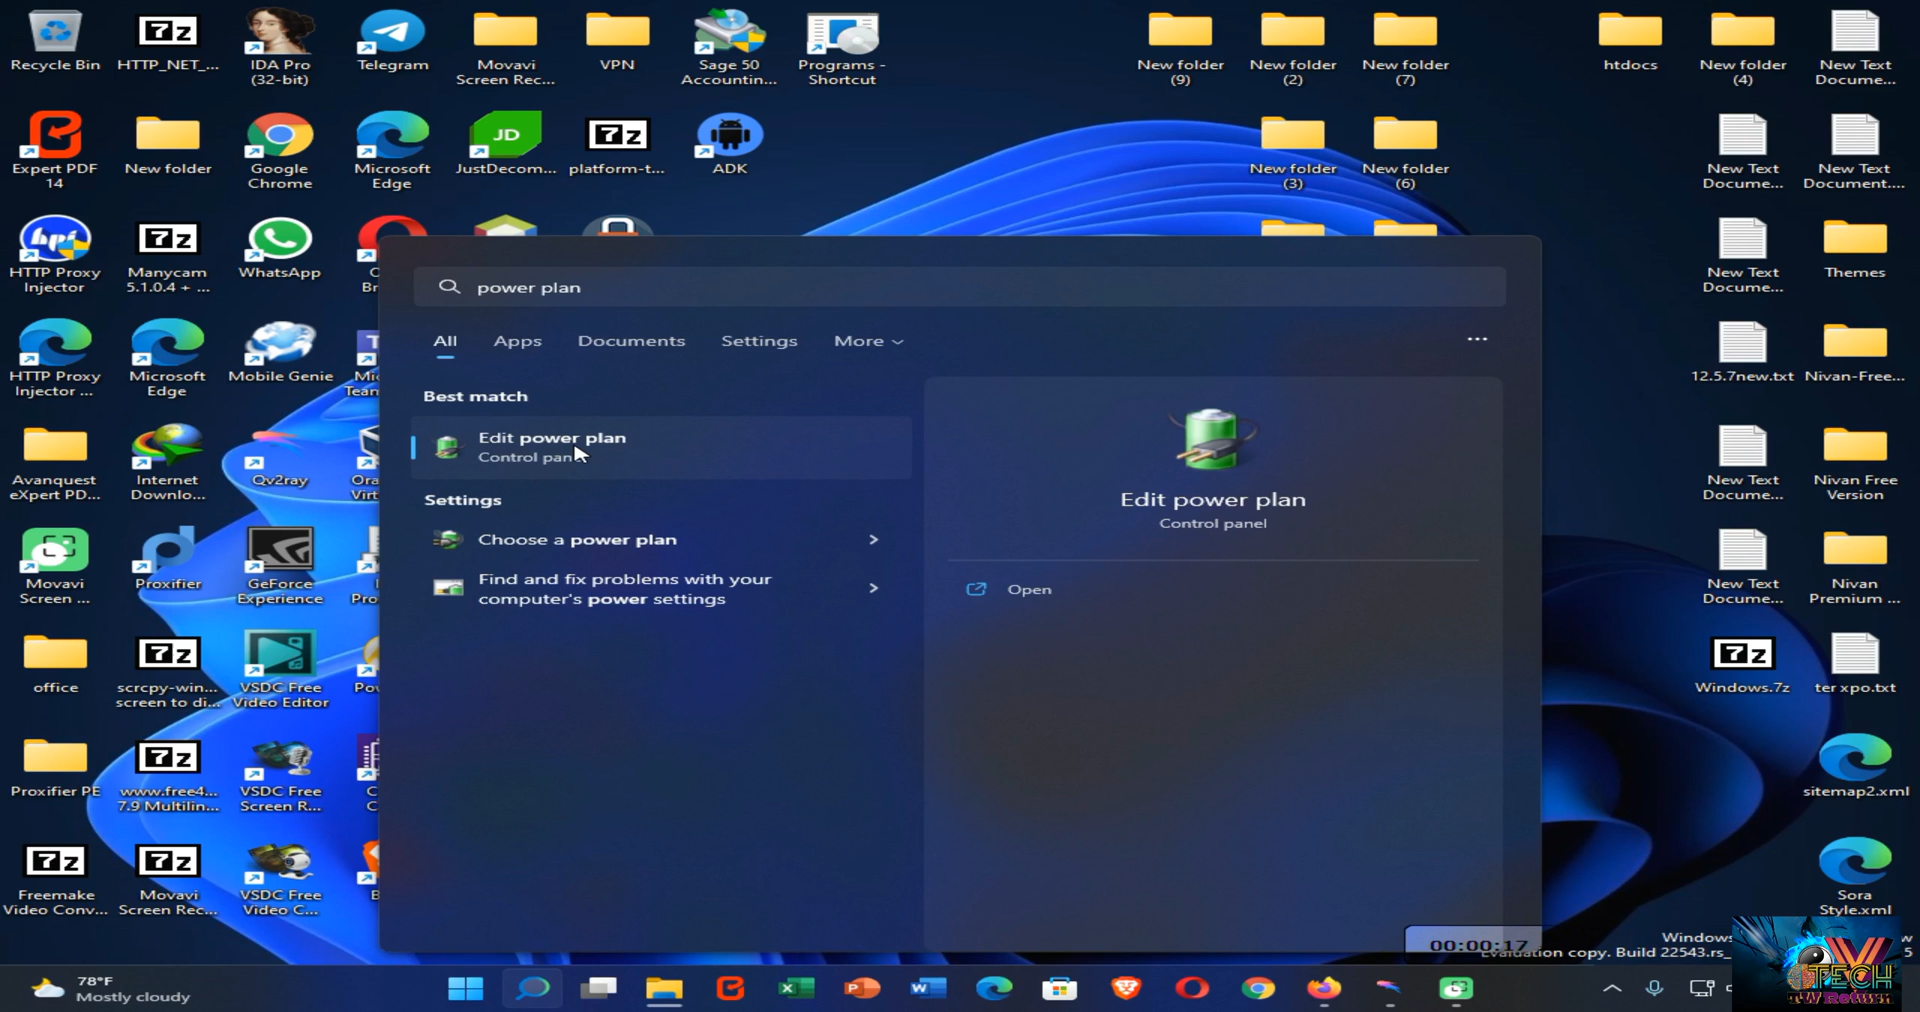 Recycle Bin
HTTP_NET_...
IDA Pro
(32-bit)
Telegram
Movavi
Screen Rec...
VPN
Sage 50
Accountin...
Programs -
Shortcut
New folder
(9)
New folder
(2)
New folder
(7)
htdocs
New folder
(4)
New Text
Docume...
Expert PDF
14
New folder
Google
Chrome
Microsoft
Edge
JD
JustDecom...
platform-t...
ADK
New folder
(3)
New folder
(6)
New Text
Docume...
New Text
Document....
HTTP Proxy
Injector
Manycam
5.1.0.4 + ...
WhatsApp
New Text
Docume...
Themes
power plan
All
Apps
Documents
Settings
More
HTTP Proxy
Injector ...
Microsoft
Edge
Mobile Genie
12.5.7new.txt
Nivan-Free...
Best match
Edit power plan
Control pan
Settings
Choose a power plan
Find and fix problems with your
computer's power settings
Edit power plan
Control panel
Open
Avanquest
eXpert PD...
Internet
Downlo...
Qv2ray
New Text
Docume...
Nivan Free
Version
Movavi
Screen ...
Proxifier
GeForce
Experience
New Text
Docume...
Nivan
Premium ...
office
scrcpy-win...
screen to di...
VSDC Free
Video Editor
Windows.7z
ter xpo.txt
Proxifier PE
www.free4...
7.9 Multilin...
VSDC Free
Screen R...
sitemap2.xml
Freemake
Video Conv...
Movavi
Screen Rec...
VSDC Free
Video C...
Sora
Style.xml
00:00:17
Windows
Evaluation copy. Build 22543.rs_
78°F
Mostly cloudy
TECH